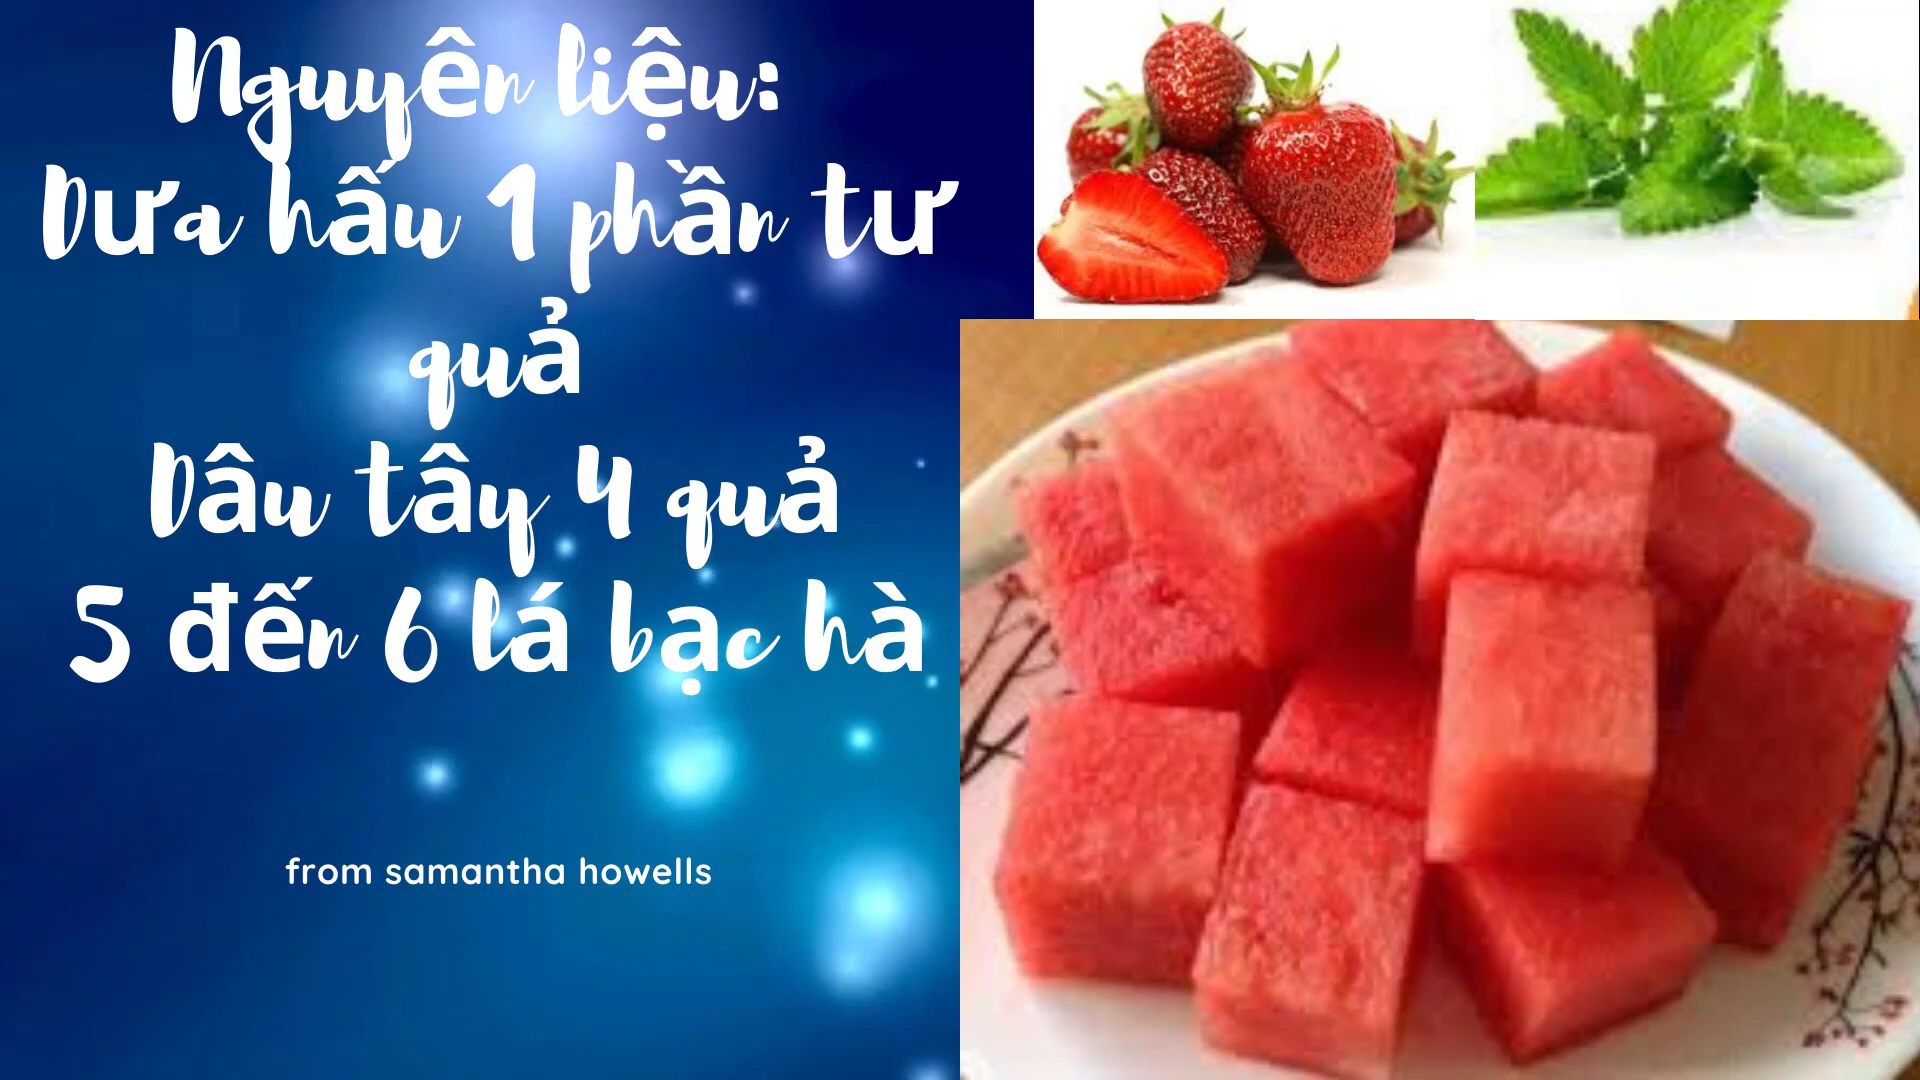 Nguyên liệu:
Dưa hấu 1 phần tư
quả
Dâu tây 4 quả
5 đến 6 lá bạc hà
from samantha howells